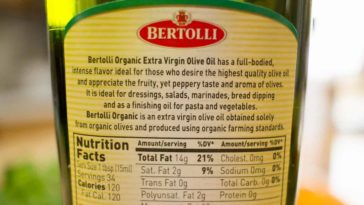 BERTOLLI
Bertolli Organic Extra Virgin Olive Oil has a full-bodied,
intense flavor ideal for those who desire the highest quality olive oil
and appreciate the fruity, yet peppery taste and aroma of olives.
It is ideal for dressings, salads, marinades, bread dipping and
as a finishing oil for pasta and vegetables.
Bertolli Organic is an extra virgin olive oil obtained solely
from organic olives and produced using organic farming standards.
Nutrition Facts
Serv Size 1 tbsp (15ml)
Servings 34
Calories 120
Fat Cal. 120
Amount/serving %DV*
Total Fat 14g 21%
Sat. Fat 2g 9%
Trans Fat 0g
Polyunsat. Fat 2g
Amount/serving %DV*
Cholest. 0mg 0%
Sodium 0mg 0%
Total Carb. 0g 0%
Protein 0g